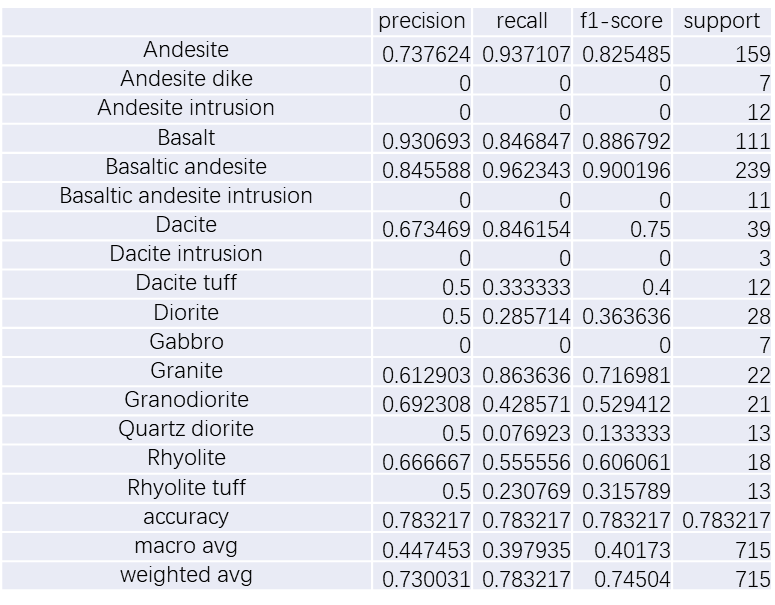 precision recall f1-score support
Andesite 0.737624 0.937107 0.825485 159
Andesite dike 0 0 0 7
Andesite intrusion 0 0 0 12
Basalt 0.930693 0.846847 0.886792 111
Basaltic andesite 0.845588 0.962343 0.900196 239
Basaltic andesite intrusion 0 0 0 11
Dacite 0.673469 0.846154 0.75 39
Dacite intrusion 0 0 0 3
Dacite tuff 0.5 0.333333 0.4 12
Diorite 0.5 0.285714 0.363636 28
Gabbro 0 0 0 7
Granite 0.612903 0.863636 0.716981 22
Granodiorite 0.692308 0.428571 0.529412 21
Quartz diorite 0.5 0.076923 0.133333 13
Rhyolite 0.666667 0.555556 0.606061 18
Rhyolite tuff 0.5 0.230769 0.315789 13
accuracy 0.783217 0.783217 0.783217 0.783217
macro avg 0.447453 0.397935 0.40173 715
weighted avg 0.730031 0.783217 0.74504 715